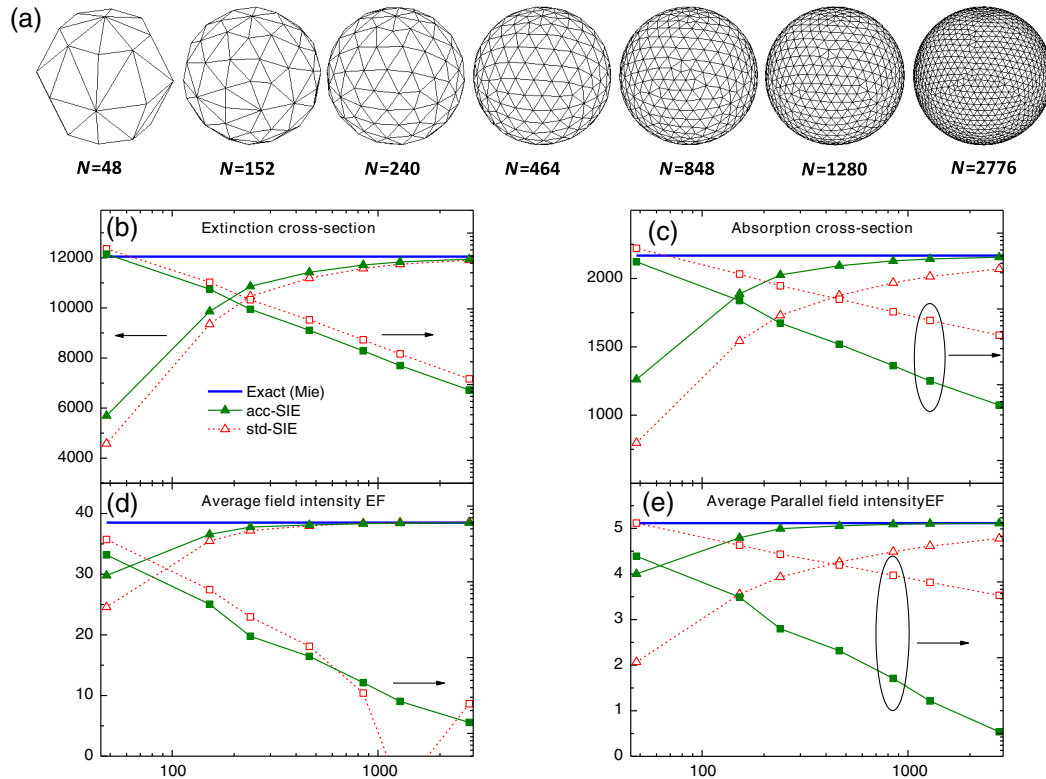 (a)
N=48 N=152 N=240 N=464 N=848 N=1280 N=2776
(b) Extinction cross-section
12000
10000
8000
6000
4000
Exact (Mie)
acc-SIE
std-SIE
(c) Absorption cross-section
2000
1500
1000
(d) Average field intensity EF
40
30
20
10
0
100 1000
(e) Average Parallel field intensityEF
5
4
3
2
1
0
100 1000